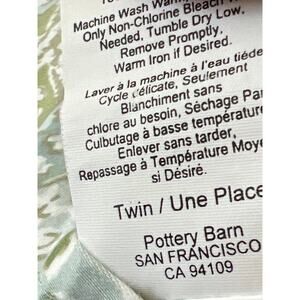 Machine Wash Warm
Only Non-Chlorine Bleach
Needed, Tumble Dry Low,
Remove Promptly,
Warm Iron if Desired.
Laver à la machine à l'eau tiède
Cycle délicate, Seulement
Blanchiment sans
chlore au besoin, Séchage Pa
Culbutage à basse température
Enlever sans tarder,
Repassage à Température Moye
si Désiré.
Twin / Une Place
Pottery Barn
SAN FRANCISCO
CA 94109